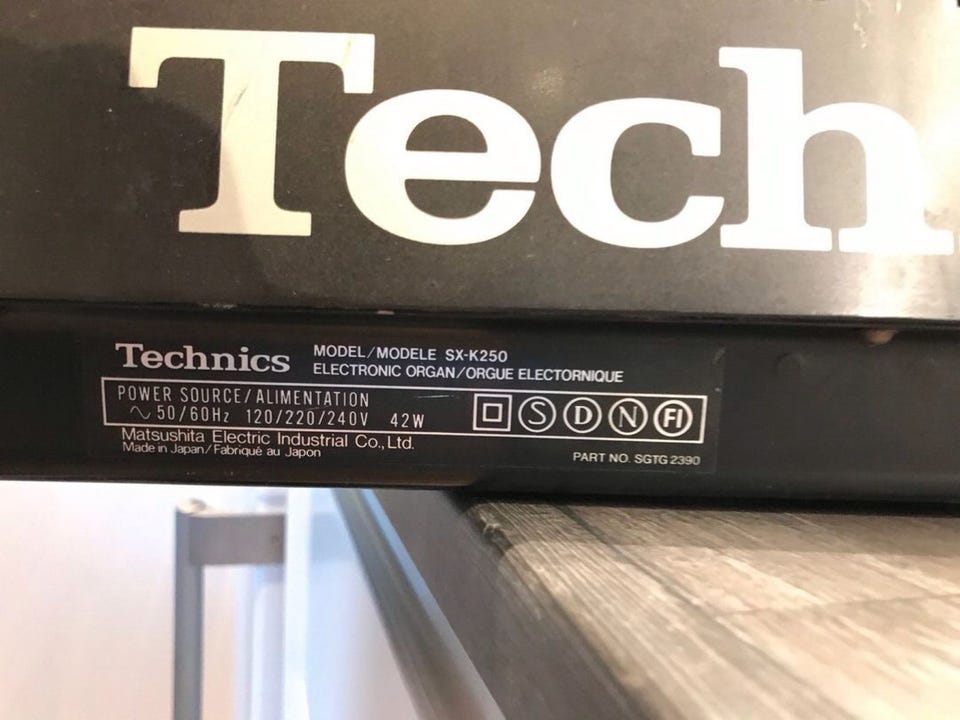 Tech
Technics
MODEL/MODELE SX-K250
ELECTRONIC ORGAN/ORGUE ELECTORNIQUE
POWER SOURCE/ALIMENTATION
∿ 50/60Hz 120/220/240V 42W
S D N FI
Matsushita Electric Industrial Co., Ltd.
Made in Japan/Fabriqué au Japon
PART NO. SGTG 2390